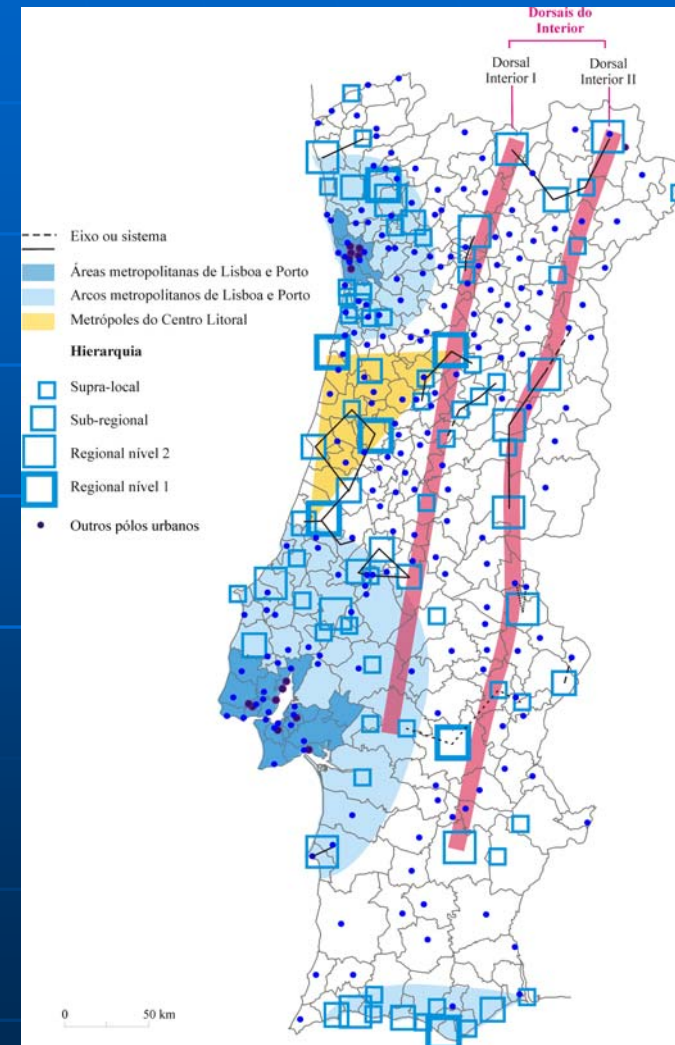 Dorsais do
Interior
Dorsal
Interior I
Dorsal
Interior II
Eixo ou sistema
Áreas metropolitanas de Lisboa e Porto
Arcos metropolitanos de Lisboa e Porto
Metrópoles do Centro Litoral
Hierarquia
Supra-local
Sub-regional
Regional nível 2
Regional nível 1
Outros pólos urbanos
0 50 km